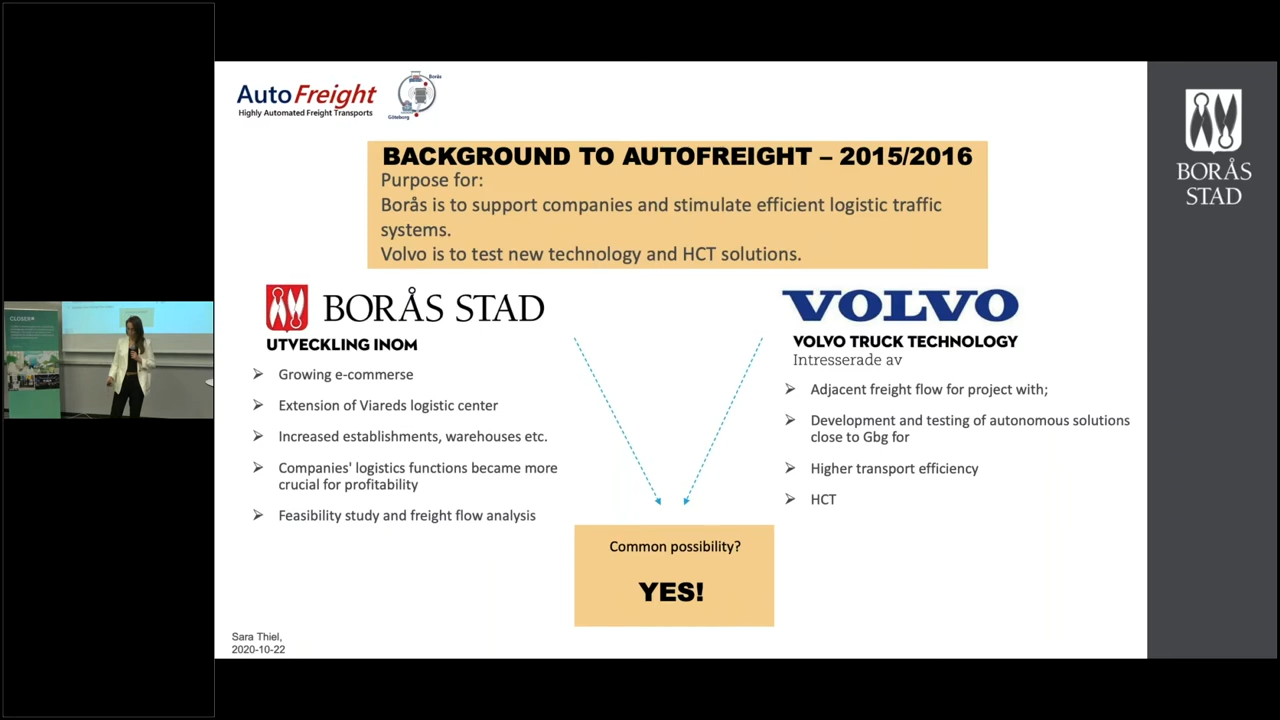 AutoFreight
Highly Automated Freight Transports
Borås
Göteborg
BACKGROUND TO AUTOFREIGHT – 2015/2016
Purpose for:
Borås is to support companies and stimulate efficient logistic traffic
systems.
Volvo is to test new technology and HCT solutions.
BORÅS
STAD
BORÅS STAD
UTVECKLING INOM
Growing e-commerse
Extension of Viareds logistic center
Increased establishments, warehouses etc.
Companies' logistics functions became more
crucial for profitability
Feasibility study and freight flow analysis
VOLVO
VOLVO TRUCK TECHNOLOGY
Intresserade av
Adjacent freight flow for project with;
Development and testing of autonomous solutions
close to Gbg for
Higher transport efficiency
HCT
Common possibility?
YES!
Sara Thiel,
2020-10-22
CLOSER